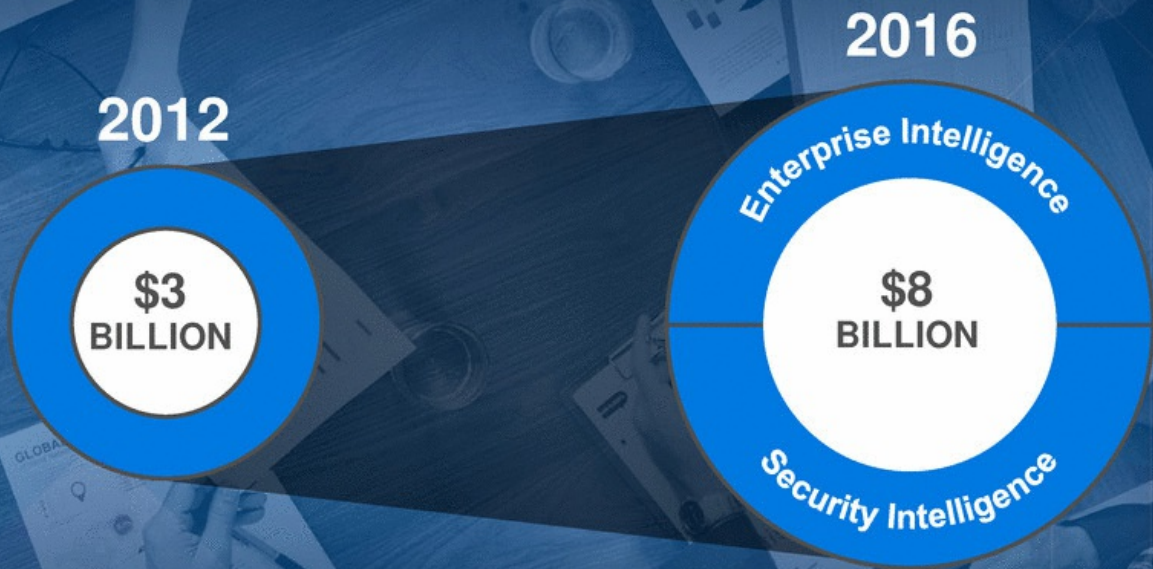 2012
$3
BILLION
2016
Enterprise Intelligence
$8
BILLION
Security Intelligence